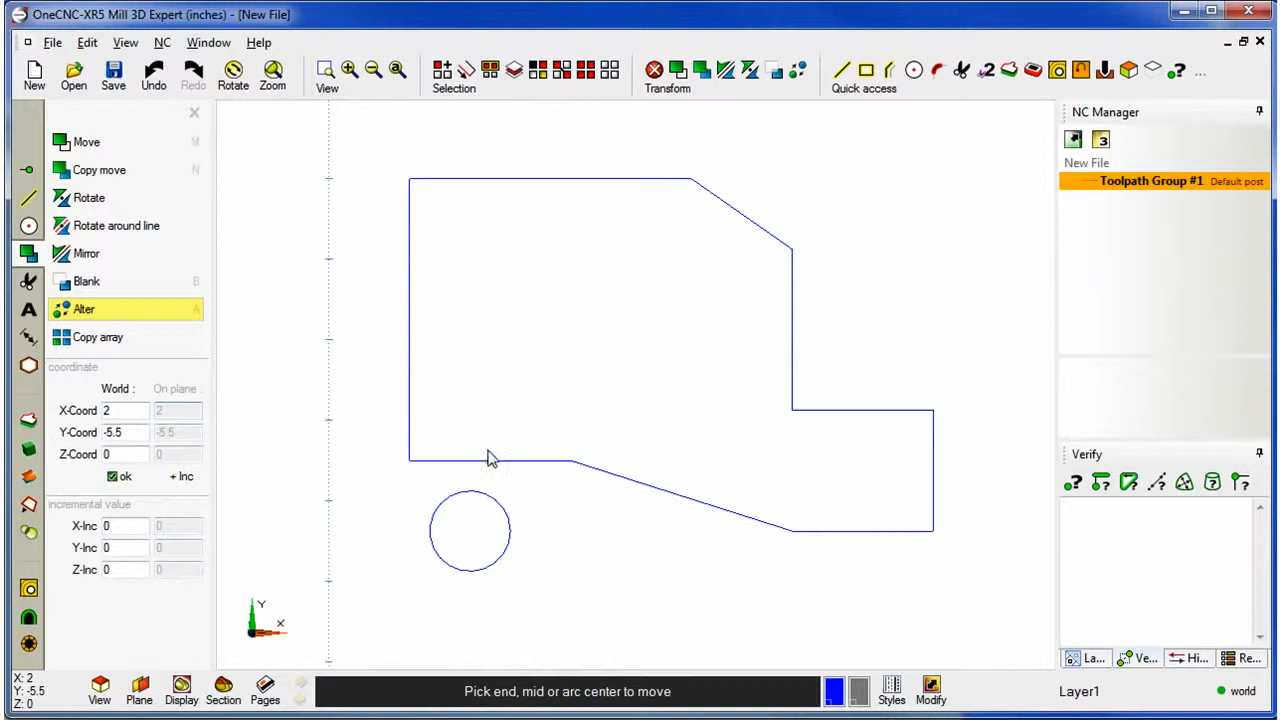 OneCNC-XR5 Mill 3D Expert (inches) - [New File]
File Edit View NC Window Help
New Open Save Undo Redo Rotate Zoom View Selection Transform Quick access ...
Move M
Copy move N
Rotate
Rotate around line
Mirror
Blank B
Alter A
Copy array
coordinate
World : On plane :
X-Coord 2 2
Y-Coord -5.5 -5.5
Z-Coord 0 0
ok + Inc
incremental value
X-Inc 0 0
Y-Inc 0 0
Z-Inc 0 0
Y
X
NC Manager
3
New File
Toolpath Group #1 Default post
Verify
La... Ve... Hi... Re...
X: 2
Y: -5.5
Z: 0
View Plane Display Section Pages
Pick end, mid or arc center to move
Styles Modify
Layer1
world